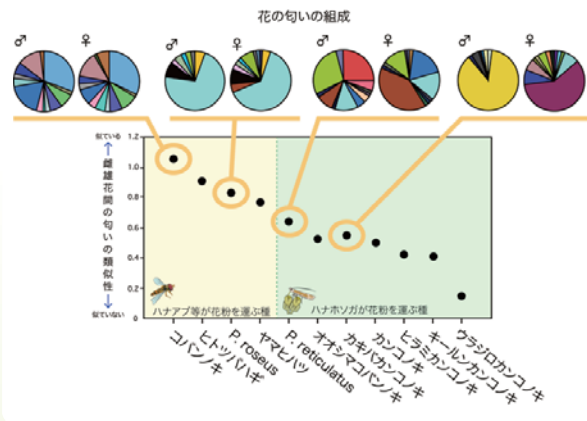 花の匂いの組成
♂ ♀ ♂ ♀ ♂ ♀ ♂ ♀
似ている
雌雄花間の匂いの類似性
似ていない
1.2
1.0
0.8
0.6
0.4
0.2
0
ハナアブ等が花粉を運ぶ種
ハナホソガが花粉を運ぶ種
コバンノキ
ヒトツバハギ
P. roseus
ヤマヒハツ
P. reticulatus
オオシマコバンノキ
カキバカンコノキ
カンコノキ
ヒラミカンコノキ
キールンカンコノキ
ウラジロカンコノキ